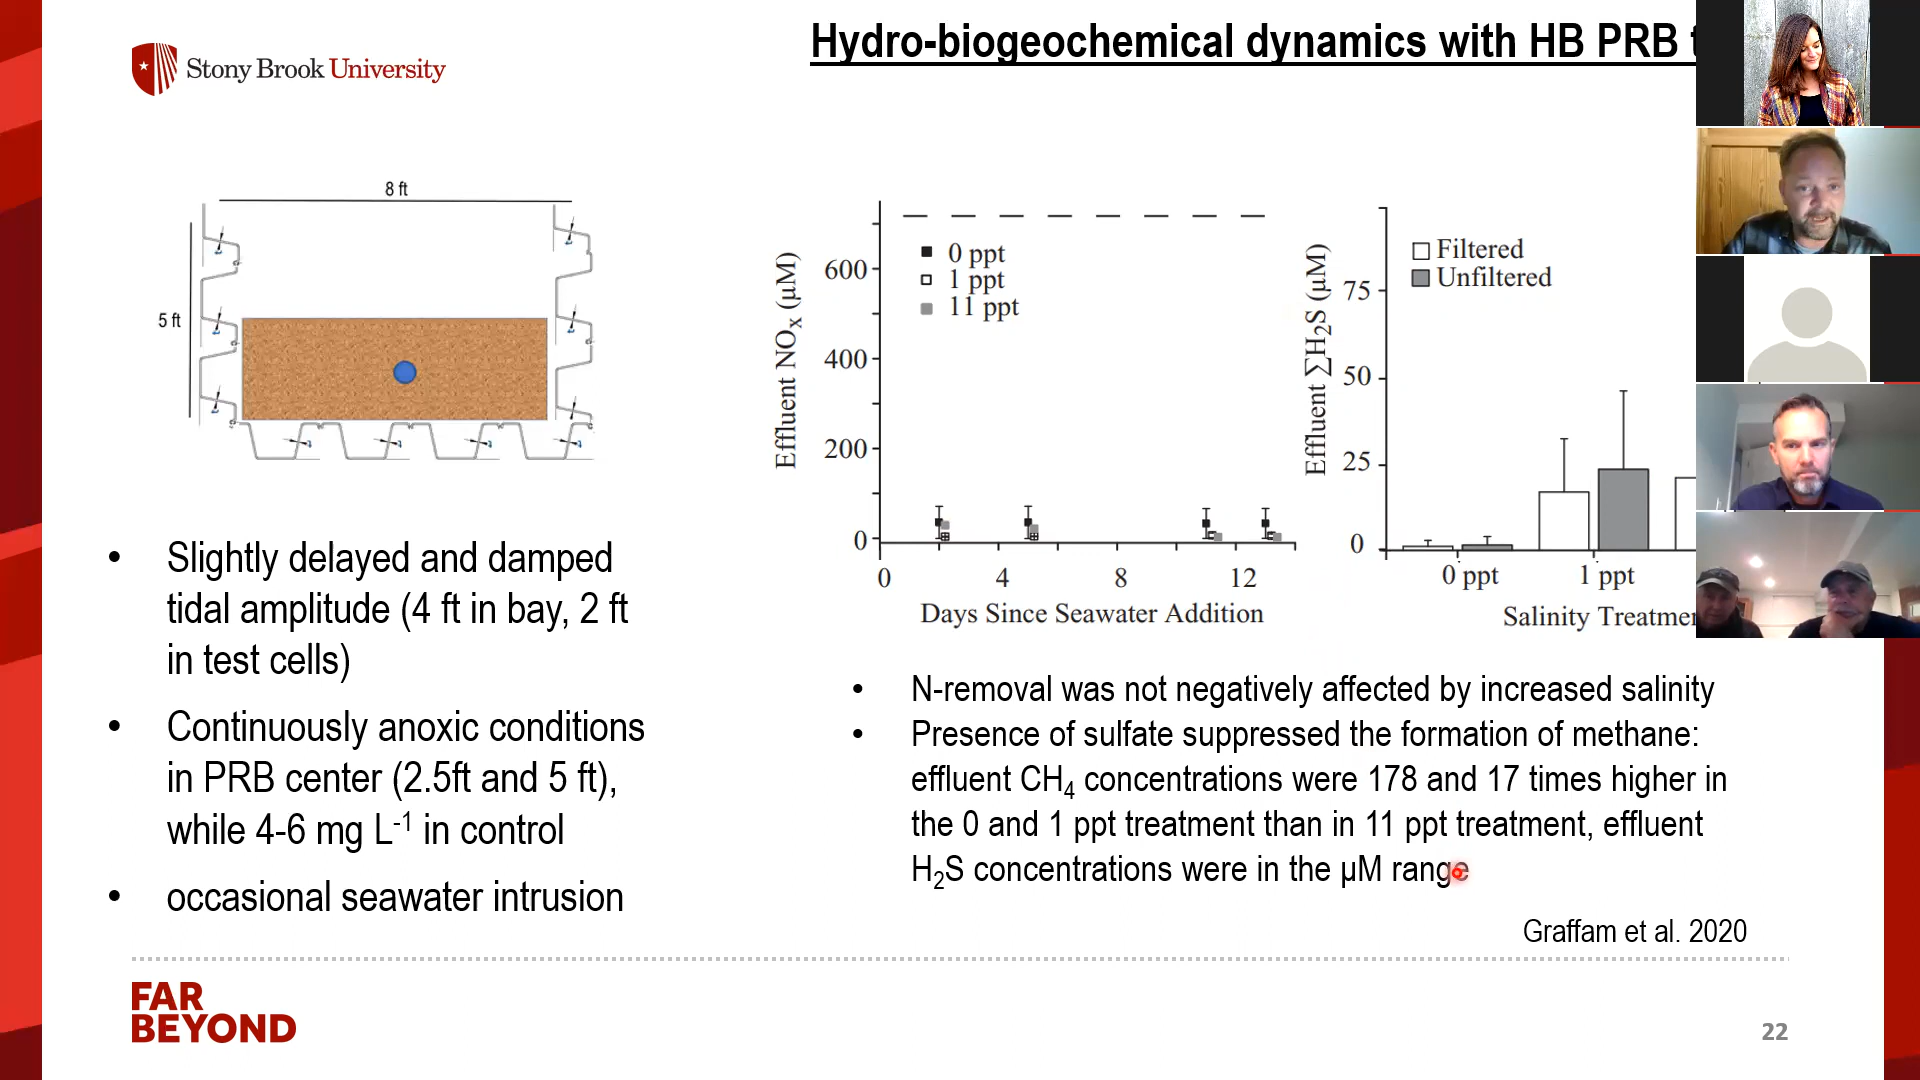 Hydro-biogeochemical dynamics with HB PRB
Stony Brook University
8 ft
5 ft
Effluent NOx (µM)
600
400
200
0
0 ppt
1 ppt
11 ppt
0
4
8
12
Days Since Seawater Addition
Effluent ∑H2S (µM)
75
50
25
0
Filtered
Unfiltered
0 ppt
1 ppt
Salinity
• Slightly delayed and damped
tidal amplitude (4 ft in bay, 2 ft
in test cells)
• Continuously anoxic conditions
in PRB center (2.5ft and 5 ft),
while 4-6 mg L-1 in control
• occasional seawater intrusion
• N-removal was not negatively affected by increased salinity
• Presence of sulfate suppressed the formation of methane:
effluent CH4 concentrations were 178 and 17 times higher in
the 0 and 1 ppt treatment than in 11 ppt treatment, effluent
H2S concentrations were in the µM range
Graffam et al. 2020
FAR
BEYOND
22